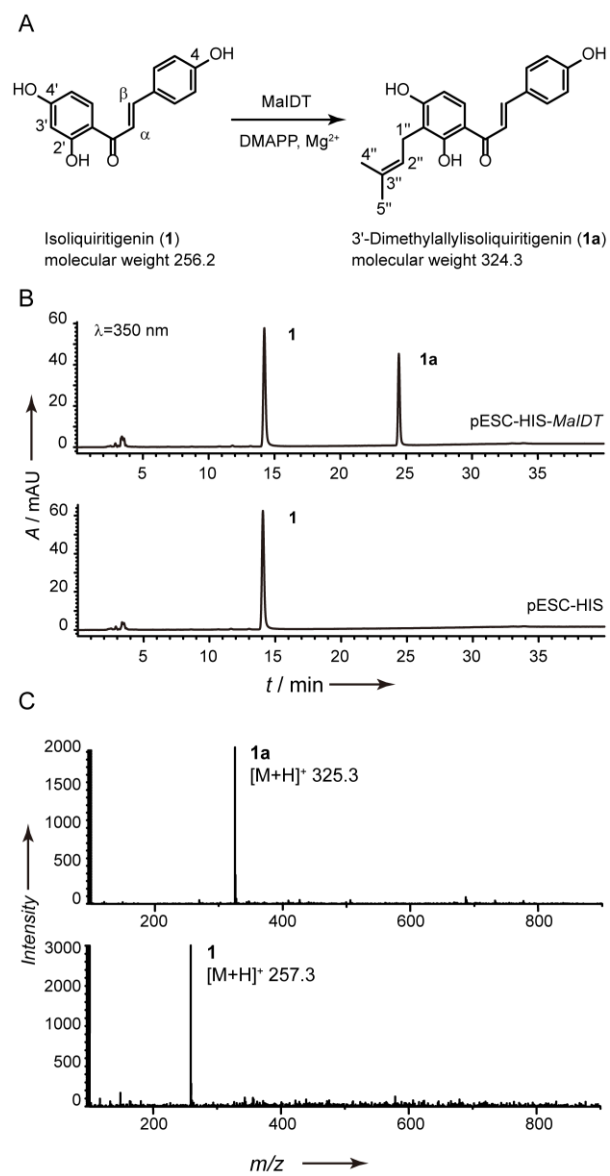 A
HO
4'
3'
2'
OH
O
α
β
4
OH
MaIDT
DMAPP, Mg²⁺
HO
OH
O
OH
1''
2''
3''
4''
5''
Isoliquiritigenin (1)
molecular weight 256.2
3'-Dimethylallylisoliquiritigenin (1a)
molecular weight 324.3
B
λ=350 nm
1
1a
pESC-HIS-MaIDT
60
40
20
0
5 10 15 20 25 30 35
A / mAU
1
pESC-HIS
60
40
20
0
5 10 15 20 25 30 35
t / min
C
1a
[M+H]⁺ 325.3
2000
1500
1000
500
0
200 400 600 800
Intensity
1
[M+H]⁺ 257.3
3000
2000
1000
500
0
200 400 600 800
m/z